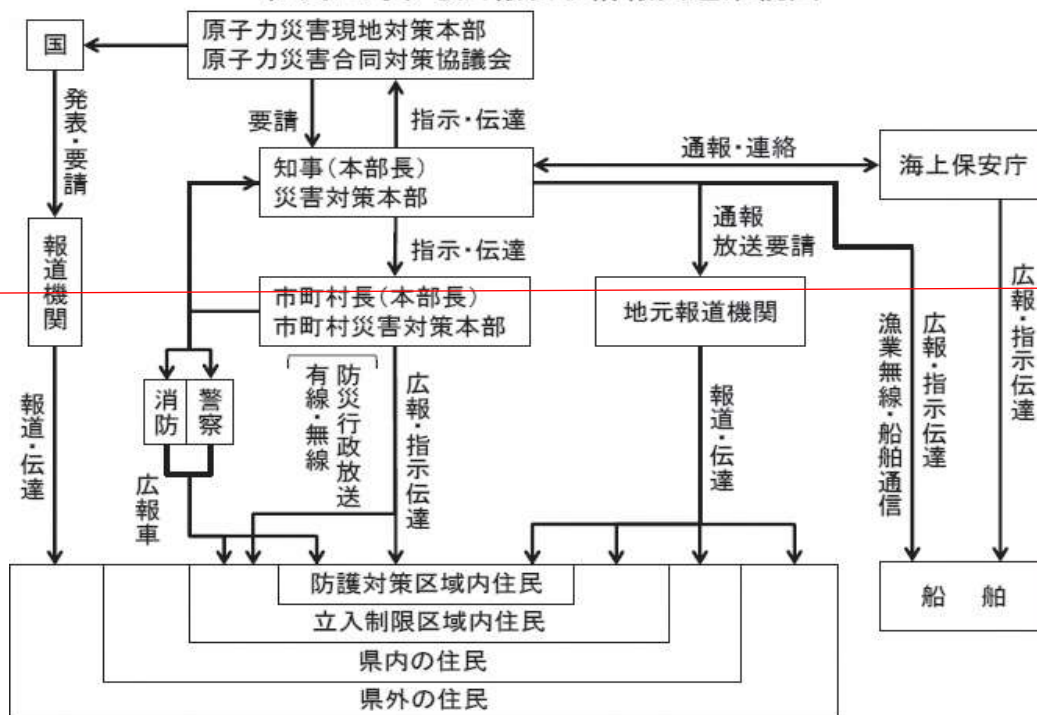 国
原子力災害現地対策本部
原子力災害合同対策協議会
発表・要請
要請
指示・伝達
知事(本部長)
災害対策本部
通報・連絡
海上保安庁
報道機関
指示・伝達
通報
放送要請
市町村長(本部長)
市町村災害対策本部
地元報道機関
広報・指示伝達
漁業無線・船舶通信
広報・指示伝達
消防
警察
防災行政放送
有線・無線
広報・指示伝達
報道・伝達
報道・伝達
広報車
防護対策区域内住民
立入制限区域内住民
県内の住民
県外の住民
船 舶